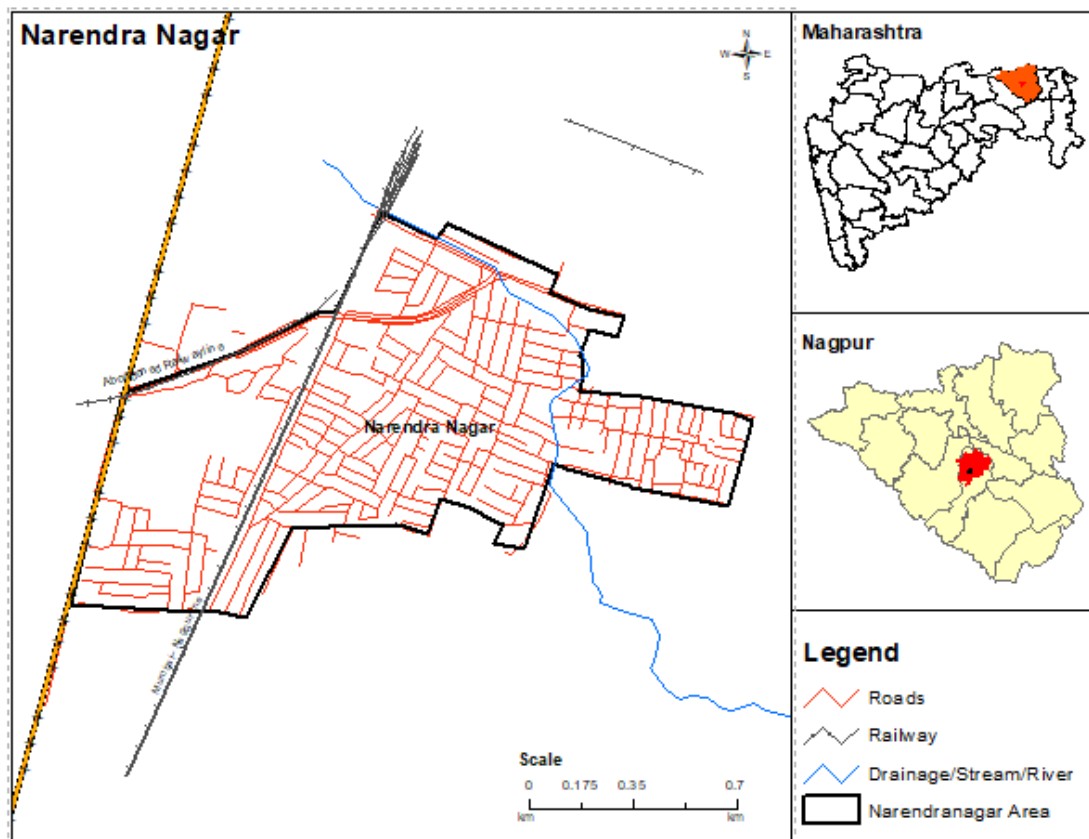 Narendra Nagar
N
W E
S
Narendra Nagar
Scale
0 0.175 0.35 0.7
km km
Maharashtra
Nagpur
Legend
Roads
Railway
Drainage/Stream/River
Narendranagar Area